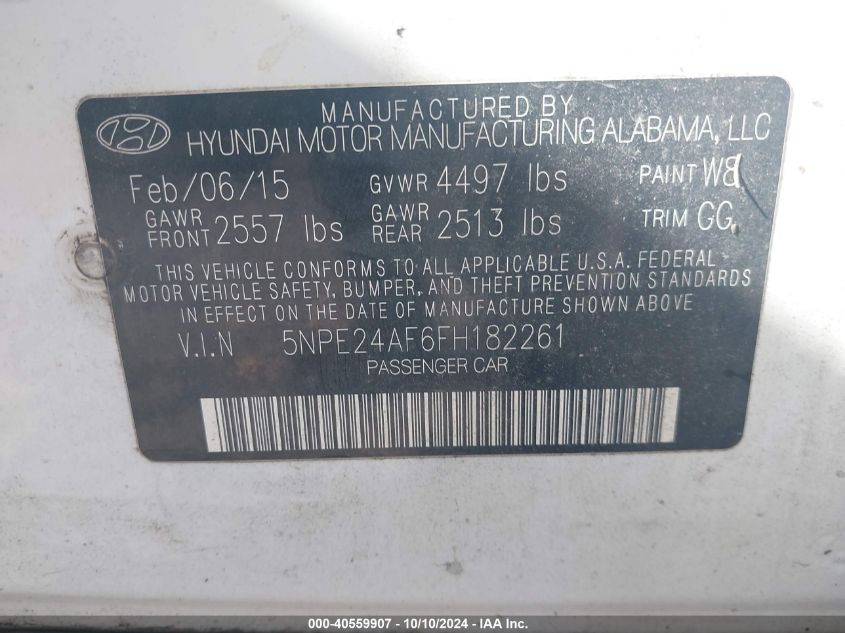 MANUFACTURED BY
HYUNDAI MOTOR MANUFACTURING ALABAMA, LLC
Feb/06/15 GVWR 4497 lbs PAINT W8
GAWR FRONT 2557 lbs GAWR REAR 2513 lbs TRIM GG
THIS VEHICLE CONFORMS TO ALL APPLICABLE U.S.A. FEDERAL
MOTOR VEHICLE SAFETY, BUMPER, AND THEFT PREVENTION STANDARDS
IN EFFECT ON THE DATE OF MANUFACTURE SHOWN ABOVE
V.I.N 5NPE24AF6FH182261
PASSENGER CAR
000-40559907 - 10/10/2024 - IAA Inc.